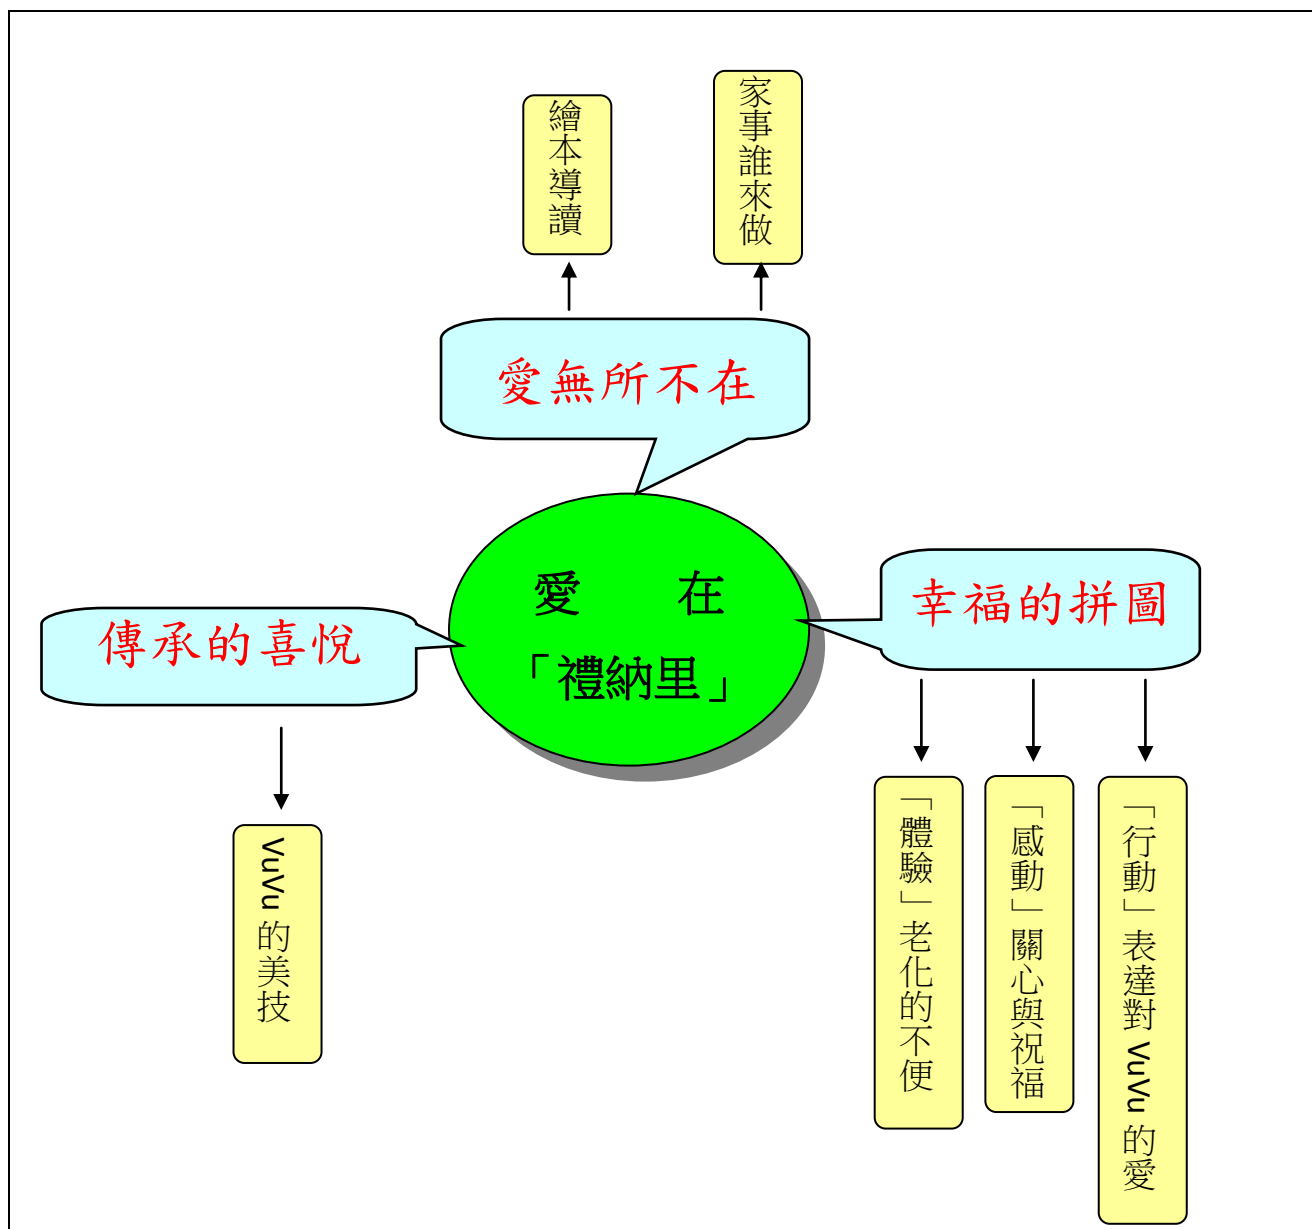 繪本導讀
家事誰來做
愛無所不在
愛 在
「禮納里」
傳承的喜悅
幸福的拼圖
VuVu 的美技
「體驗」老化的不便
「感動」關心與祝福
「行動」表達對 VuVu 的愛